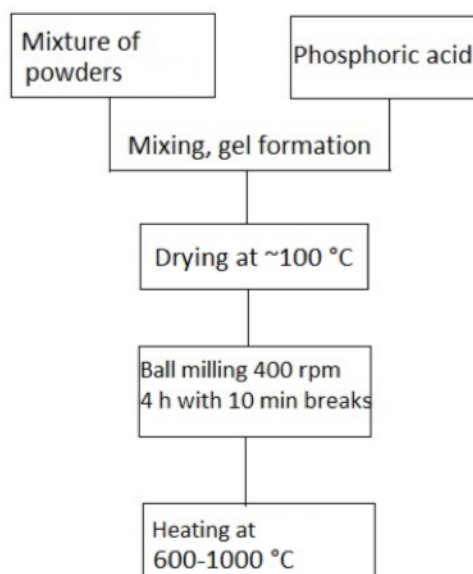 Mixture of
powders
Phosphoric acid
Mixing, gel formation
Drying at ~100 °C
Ball milling 400 rpm
4 h with 10 min breaks
Heating at
600-1000 °C